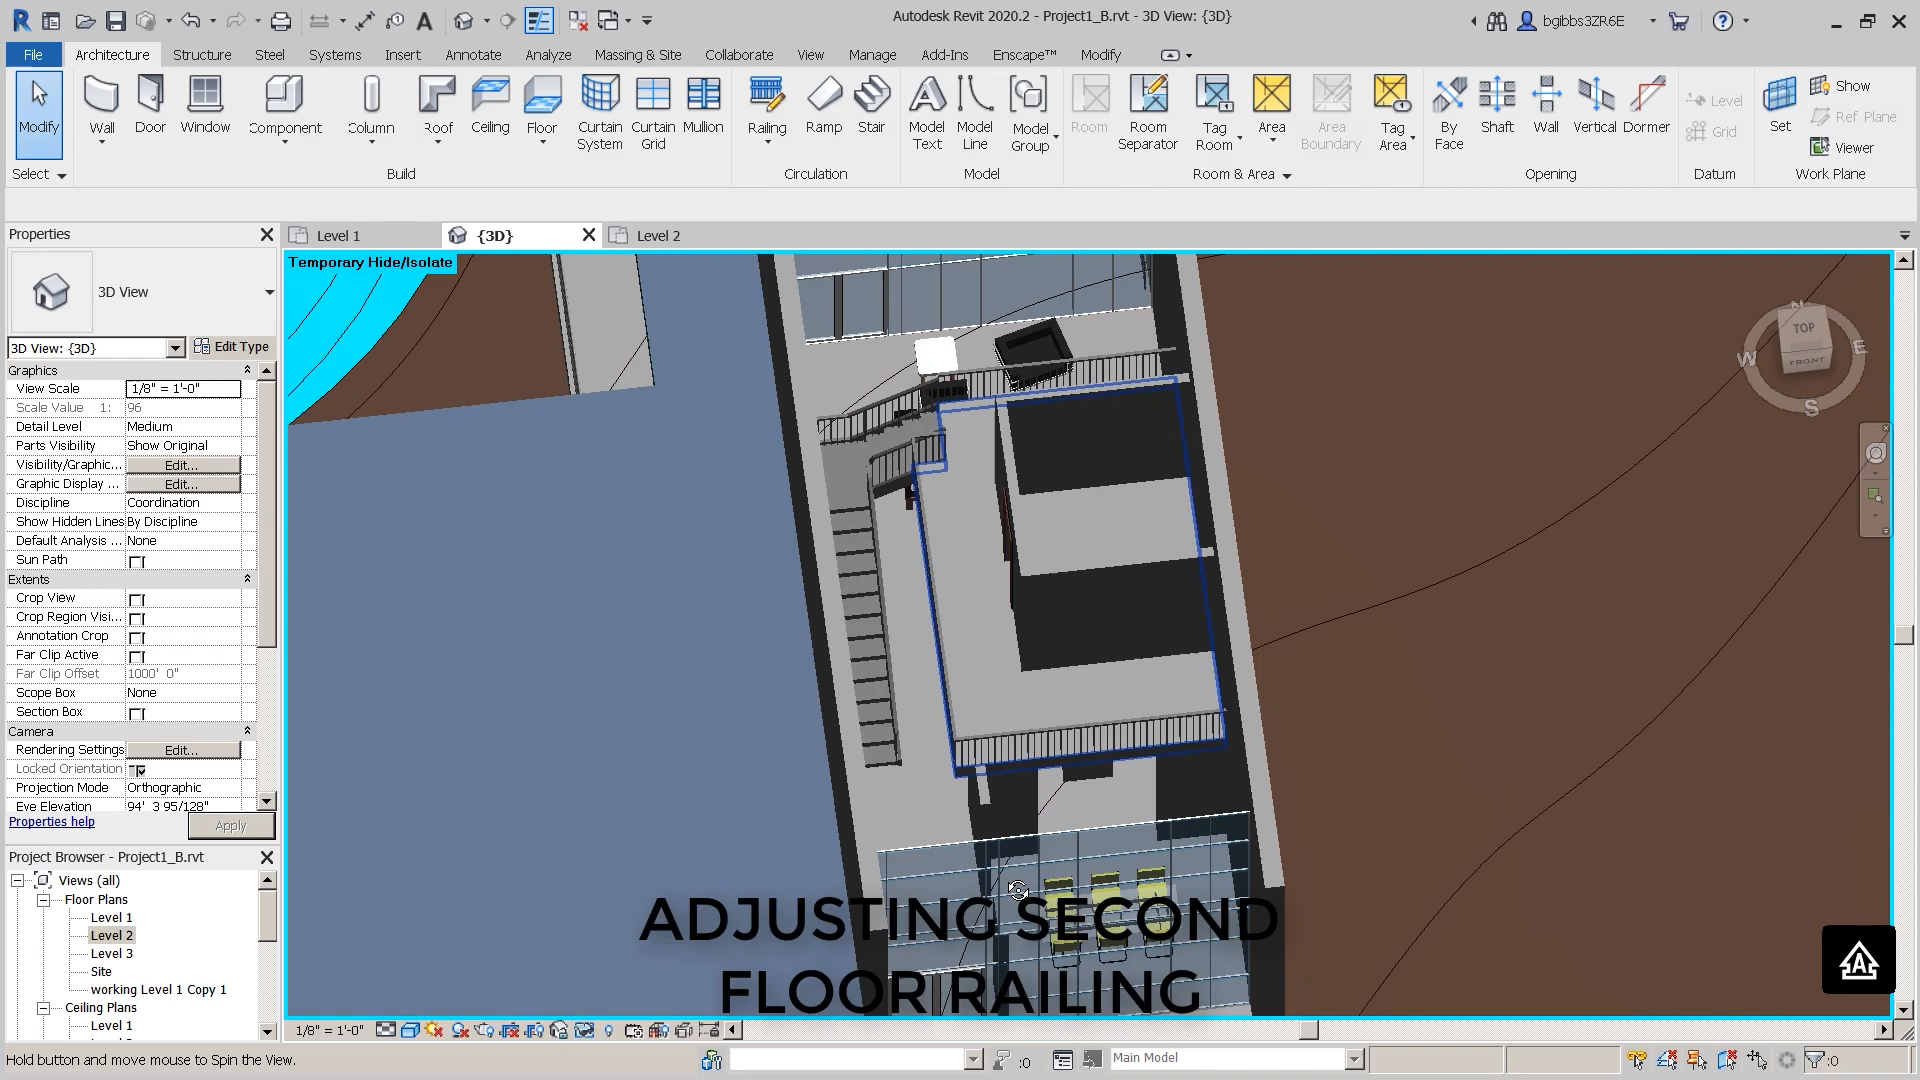 Autodesk Revit 2020.2 - Project1_B.rvt - 3D View: {3D}
bgibbs3ZR6E
File Architecture Structure Steel Systems Insert Annotate Analyze Massing & Site Collaborate View Manage Add-Ins Enscape™ Modify
Modify Wall Door Window Component Column Roof Ceiling Floor Curtain System Curtain Grid Mullion Railing Ramp Stair Model Text Model Line Model Group Room Room Separator Tag Room Area Area Boundary Tag Area By Face Shaft Wall Vertical Dormer Level Grid Set Show Ref Plane Viewer
Select Build Circulation Model Room & Area Opening Datum Work Plane
Properties
Level 1 {3D} Level 2
Temporary Hide/Isolate
3D View
3D View: {3D} Edit Type
Graphics
View Scale 1/8" = 1'-0"
Scale Value 1: 96
Detail Level Medium
Parts Visibility Show Original
Visibility/Graphic... Edit...
Graphic Display ... Edit...
Discipline Coordination
Show Hidden Lines By Discipline
Default Analysis ... None
Sun Path
Extents
Crop View
Crop Region Visi...
Annotation Crop
Far Clip Active
Far Clip Offset 1000' 0"
Scope Box None
Section Box
Camera
Rendering Settings Edit...
Locked Orientation
Projection Mode Orthographic
Eye Elevation 94' 3 95/128"
Properties help Apply
Project Browser - Project1_B.rvt
Views (all)
Floor Plans
Level 1
Level 2
Level 3
Site
working Level 1 Copy 1
Ceiling Plans
Level 1
N
W TOP E
FRONT
S
ADJUSTING SECOND
FLOOR RAILING
1/8" = 1'-0"
Hold button and move mouse to Spin the View.
:0
Main Model
:0